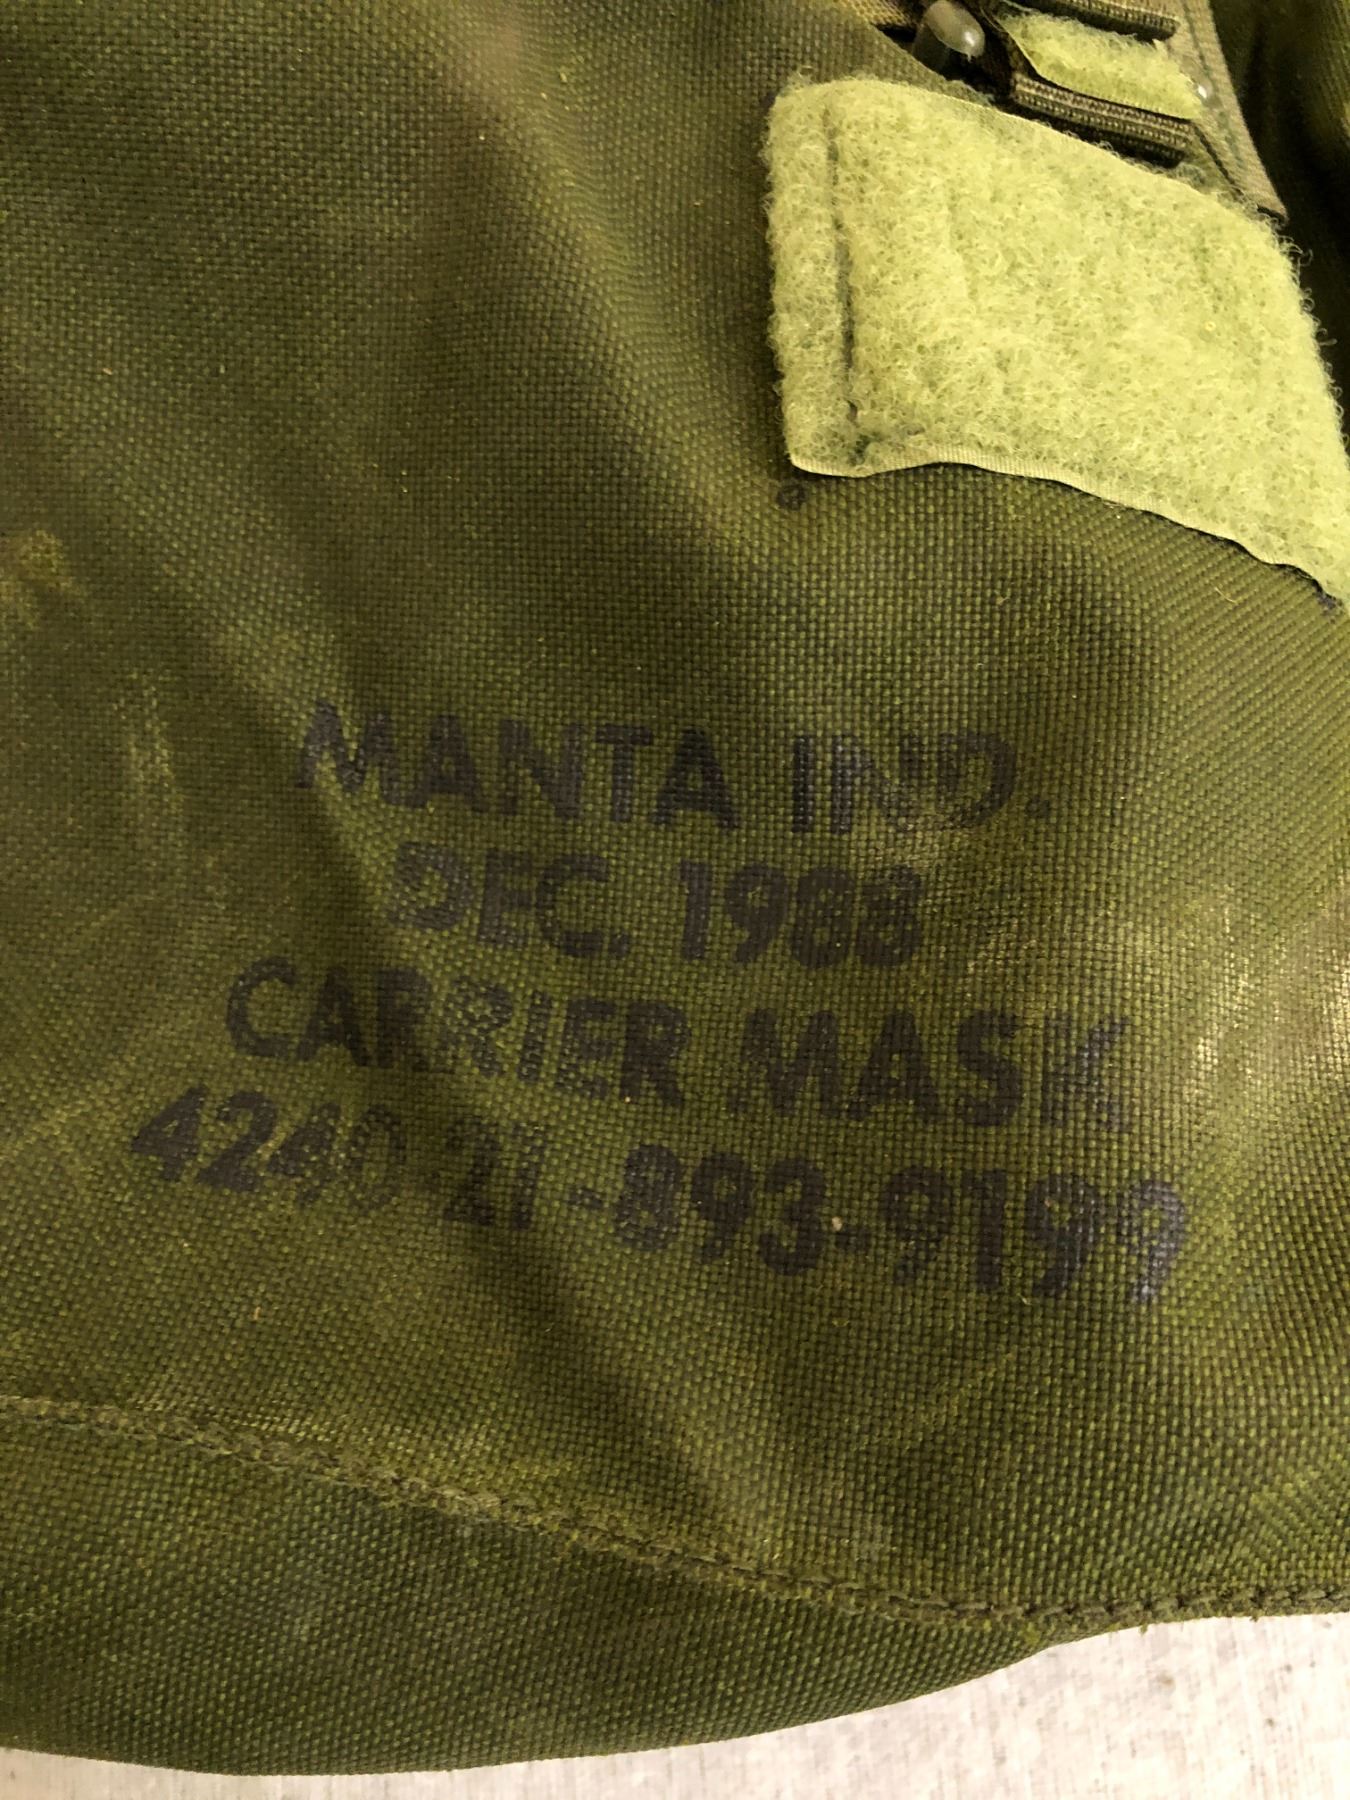 MANTA IND.
DEC. 1988
CARRIER MASK
4240-21-893-9199